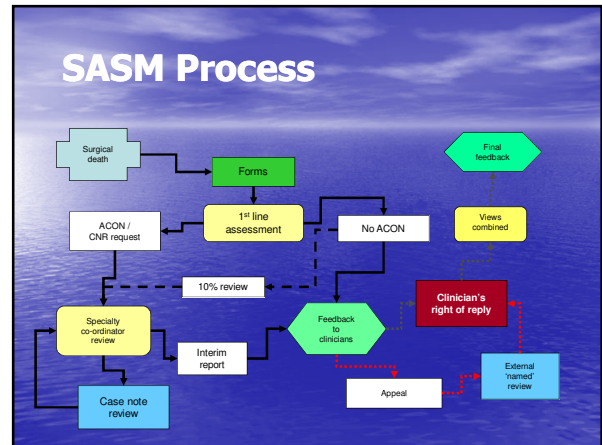 SASM Process
Surgical
death
Forms
Final
feedback
1st line
assessment
ACON /
CNR request
No ACON
Views
combined
10% review
Clinician's
right of reply
Specialty
co-ordinator
review
Feedback
to
clinicians
Interim
report
External
'named'
review
Case note
review
Appeal